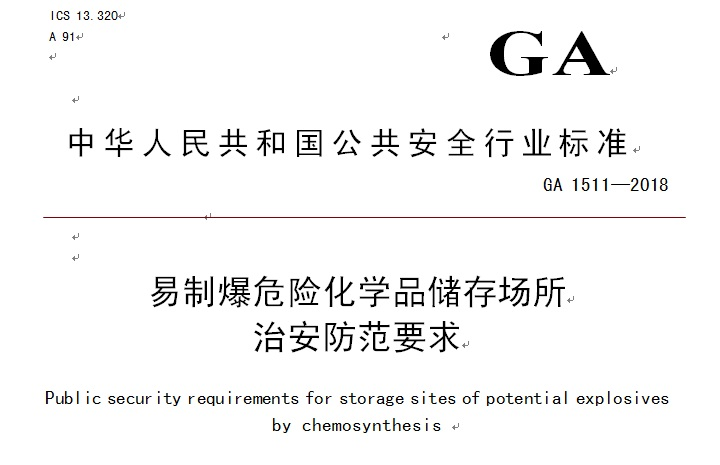 ICS 13.320
A 91
GA
中华人民共和国公共安全行业标准
GA 1511—2018
易制爆危险化学品储存场所
治安防范要求
Public security requirements for storage sites of potential explosives
by chemosynthesis